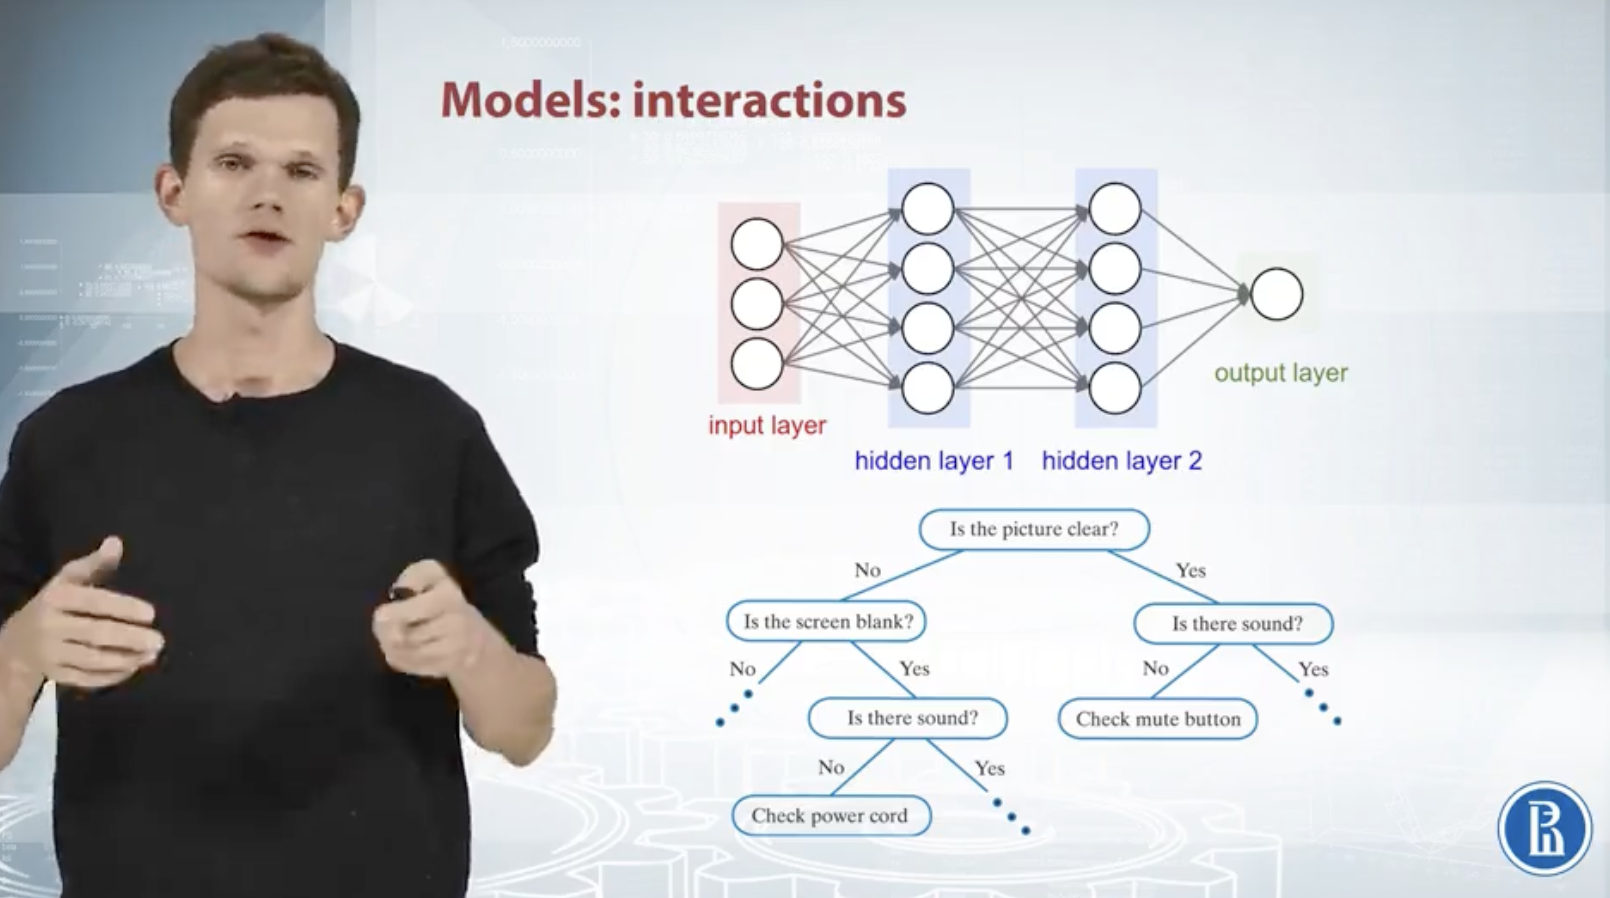 Models: interactions
input layer
hidden layer 1
hidden layer 2
output layer
Is the picture clear?
No
Yes
Is the screen blank?
Is there sound?
No
Yes
No
Yes
Is there sound?
Check mute button
No
Yes
Check power cord